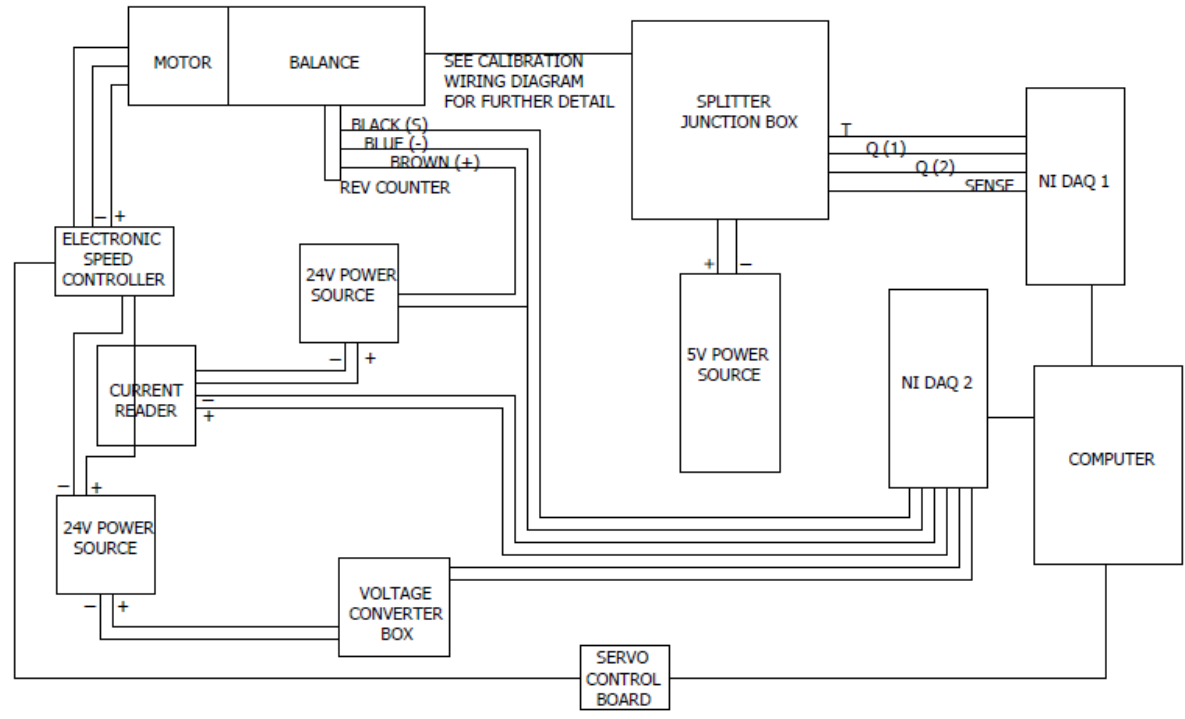 MOTOR
BALANCE
SEE CALIBRATION
WIRING DIAGRAM
FOR FURTHER DETAIL
SPLITTER
JUNCTION BOX
BLACK (S)
BLUE (-)
BROWN (+)
REV COUNTER
T
Q (1)
Q (2)
SENSE
NI DAQ 1
− +
ELECTRONIC
SPEED
CONTROLLER
24V POWER
SOURCE
− +
+ −
5V POWER
SOURCE
NI DAQ 2
CURRENT
READER
−
+
COMPUTER
− +
24V POWER
SOURCE
− +
VOLTAGE
CONVERTER
BOX
SERVO
CONTROL
BOARD